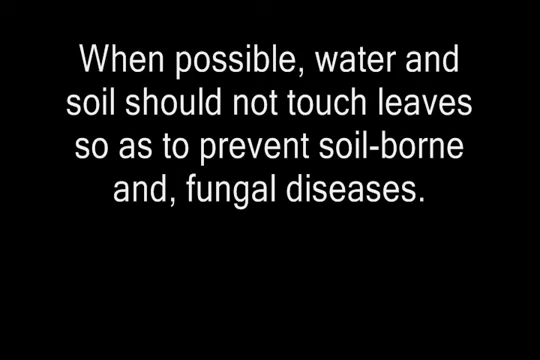 When possible, water and
soil should not touch leaves
so as to prevent soil-borne
and, fungal diseases.